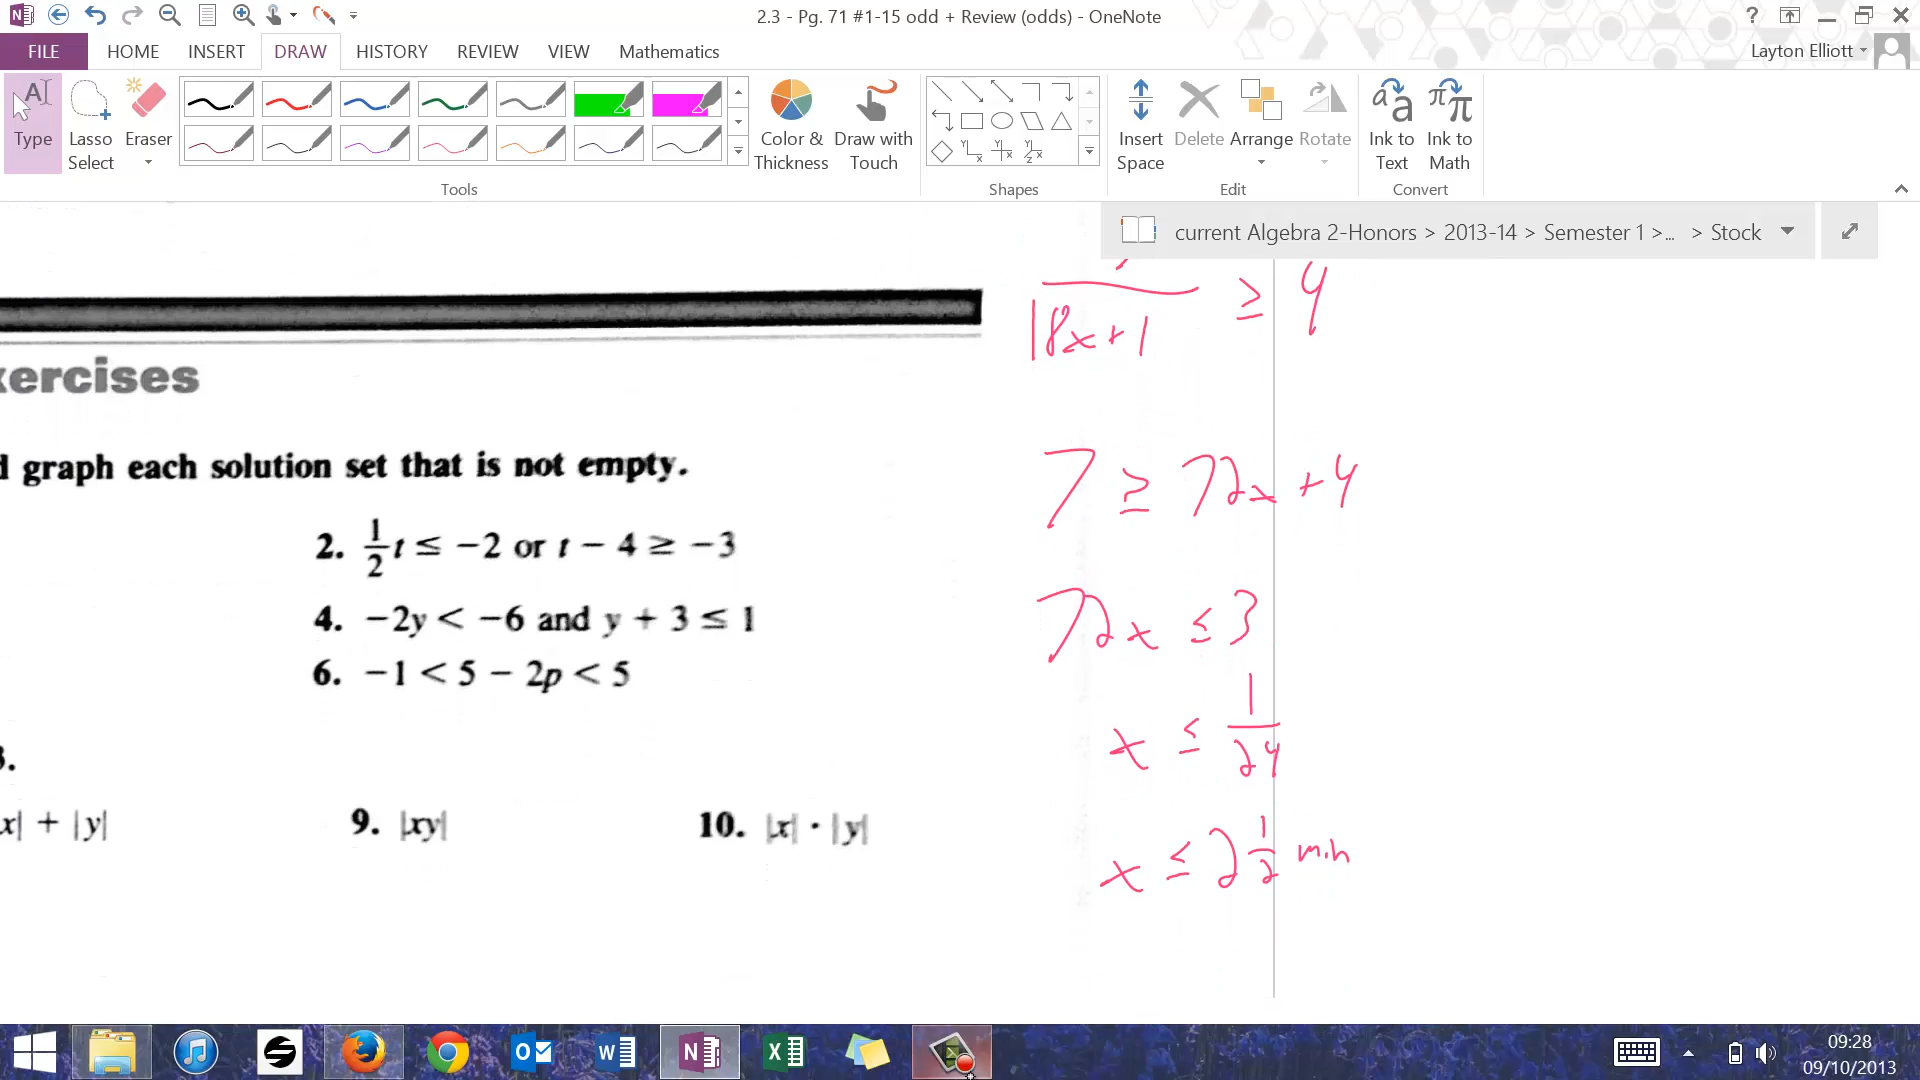 2.3 - Pg. 71 #1-15 odd + Review (odds) - OneNote
FILE HOME INSERT DRAW HISTORY REVIEW VIEW Mathematics
Layton Elliott
Type
Lasso Select
Eraser
Color & Thickness
Draw with Touch
Insert Space
Delete
Arrange
Rotate
Ink to Text
Ink to Math
Tools Shapes Edit Convert
current Algebra 2-Honors > 2013-14 > Semester 1 >... > Stock
18x+1 ≥ 4
xercises
7 ≥ 72x + 4
d graph each solution set that is not empty.
2. 1/2 t ≤ −2 or t − 4 ≥ −3
72x ≤ 3
4. −2y < −6 and y + 3 ≤ 1
6. −1 < 5 − 2p < 5
x ≤ 1/24
x| + |y|
9. |xy|
10. |x| · |y|
x ≤ 2 1/2 min
09:28
09/10/2013